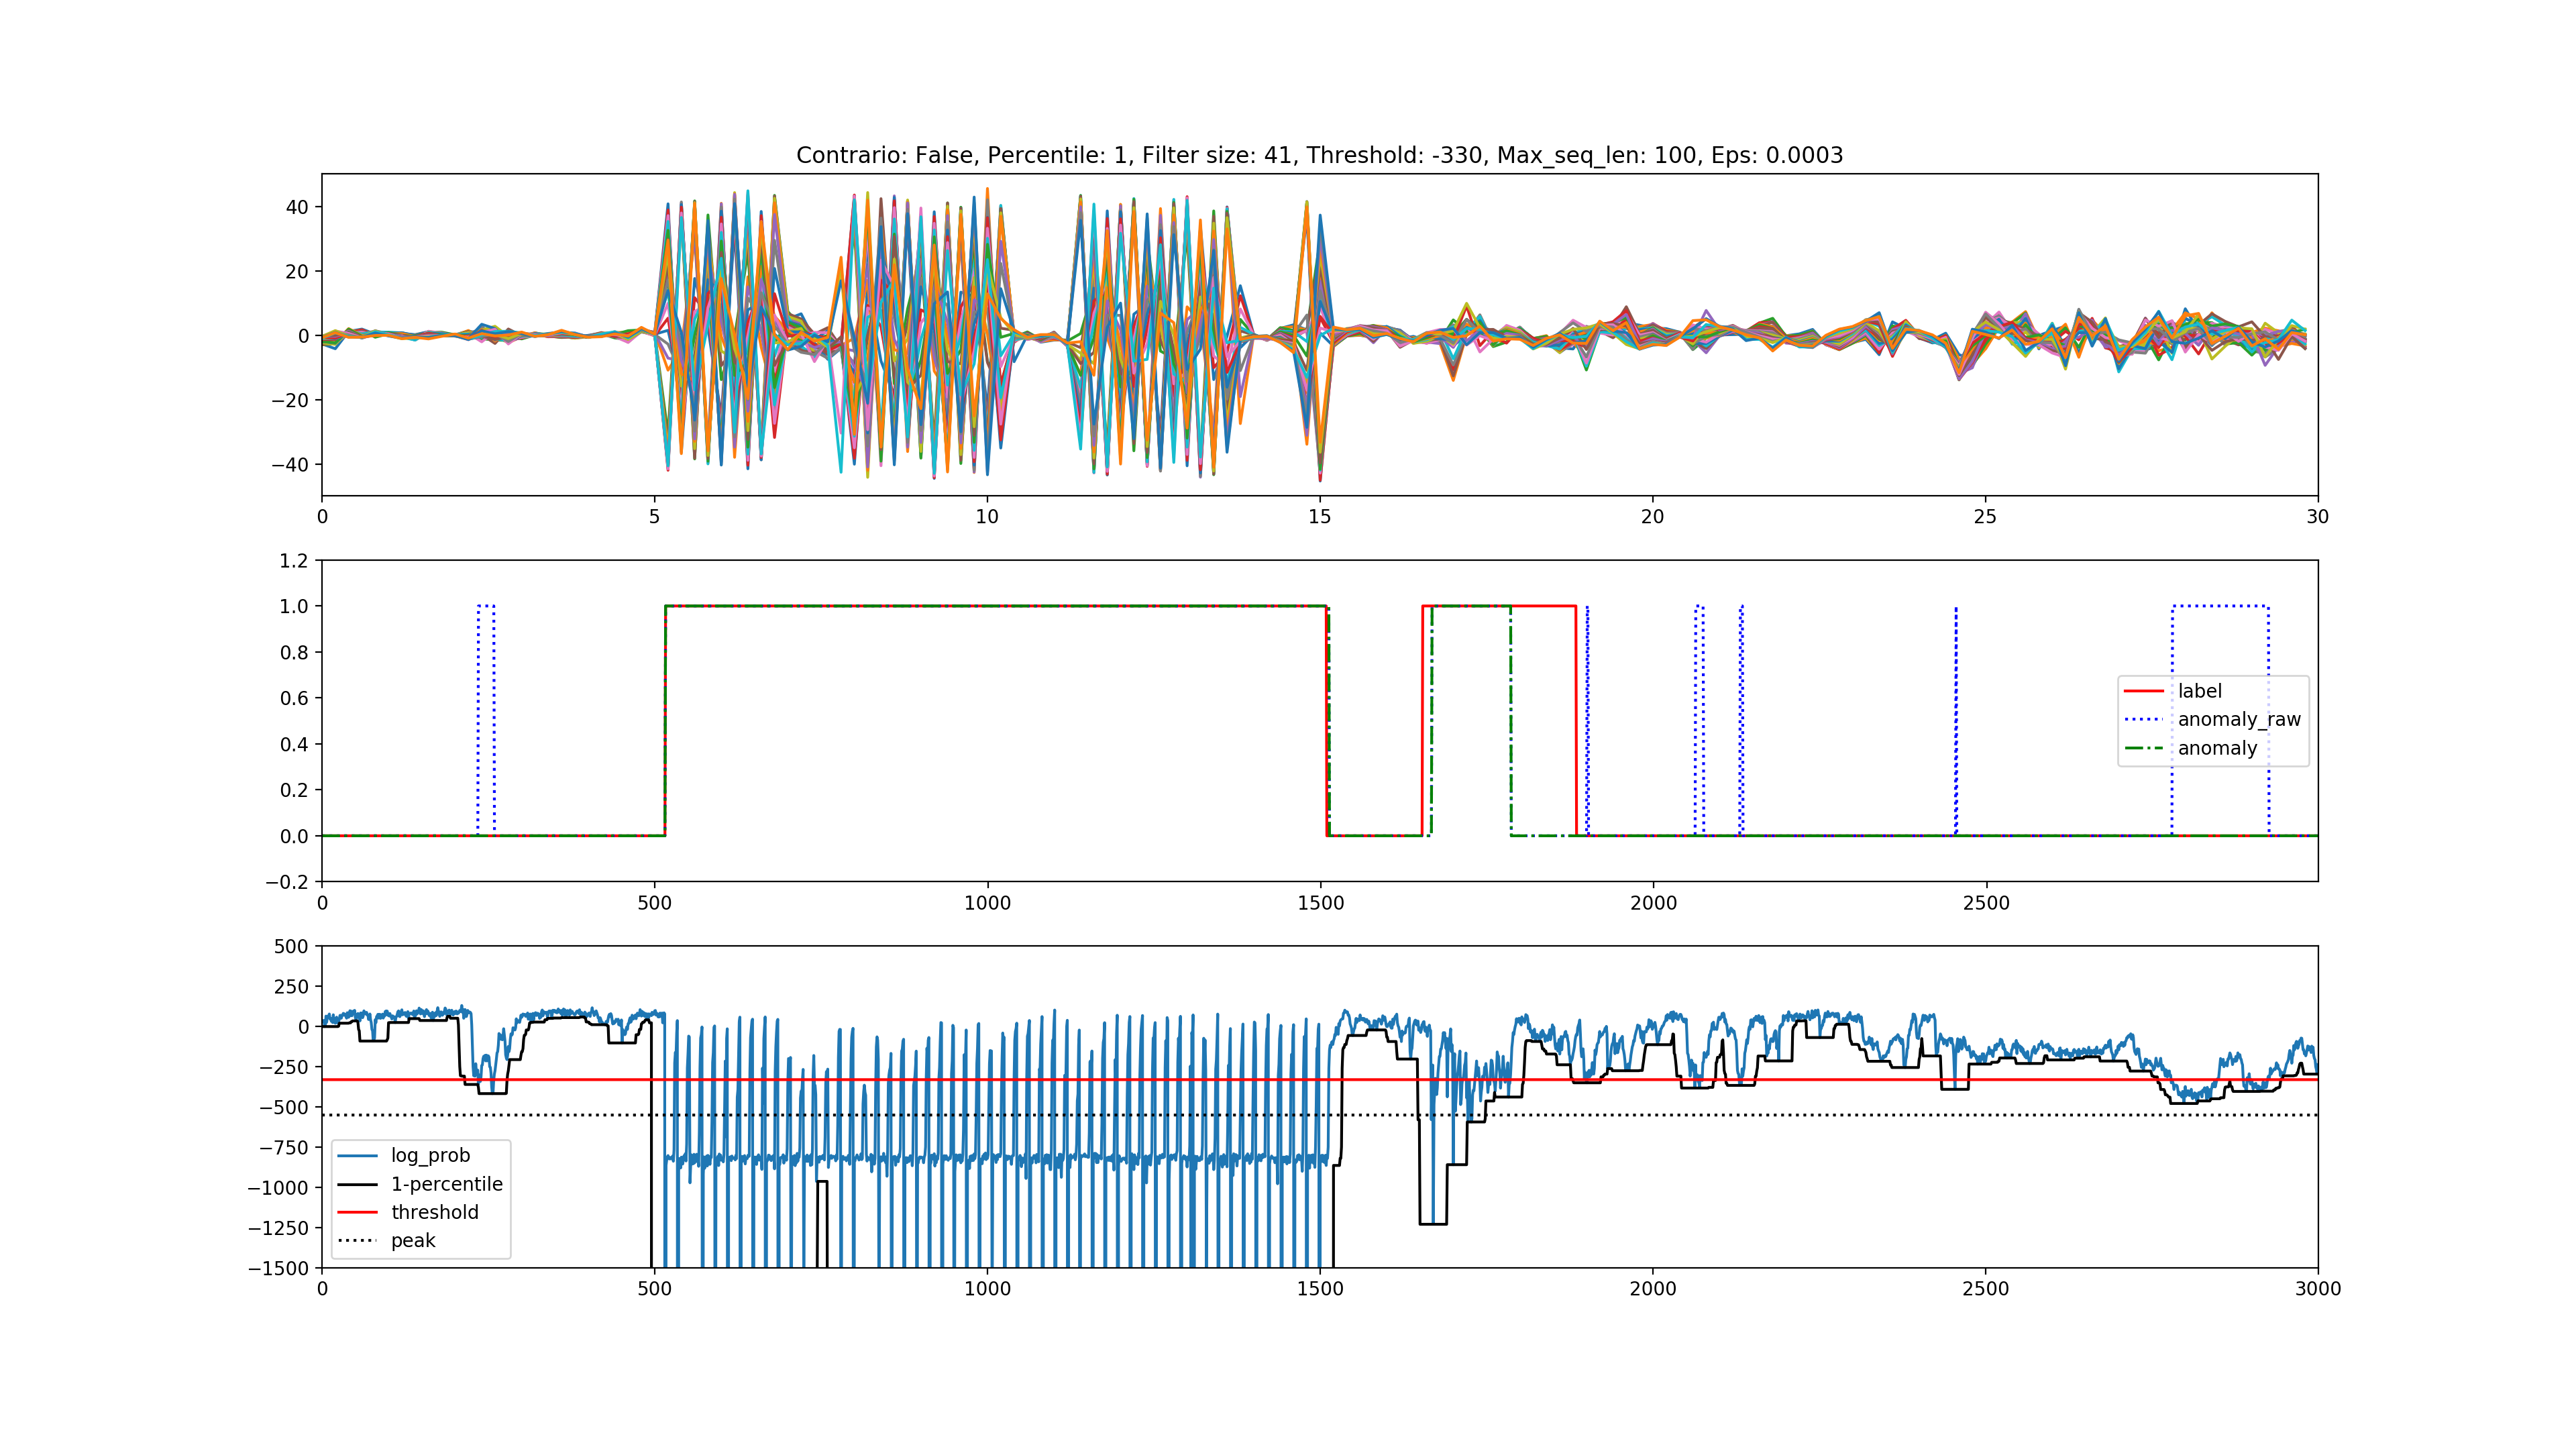 Contrario: False, Percentile: 1, Filter size: 41, Threshold: -330, Max_seq_len: 100, Eps: 0.0003
40
20
0
−20
−40
0 5 10 15 20 25 30
1.2
1.0
0.8
0.6
0.4
0.2
0.0
−0.2
label
anomaly_raw
anomaly
0 500 1000 1500 2000 2500
500
250
0
−250
−500
−750
−1000
−1250
−1500
log_prob
1-percentile
threshold
peak
0 500 1000 1500 2000 2500 3000